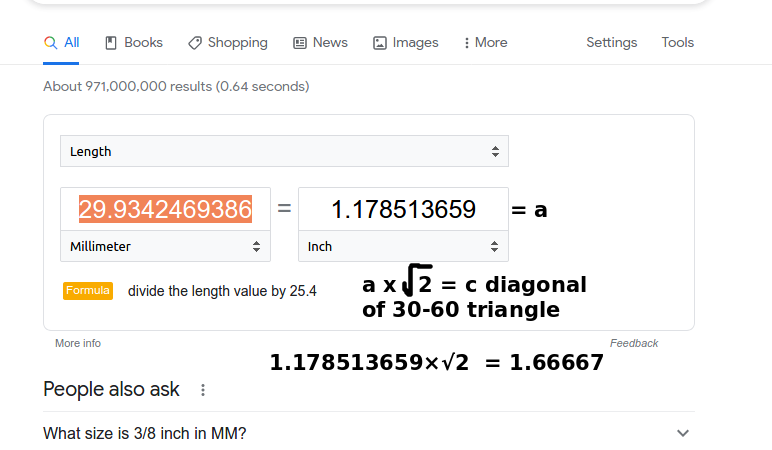 All Books Shopping News Images More Settings Tools
About 971,000,000 results (0.64 seconds)
Length
29.9342469386 = 1.178513659 = a
Millimeter Inch
Formula divide the length value by 25.4
a x √2 = c diagonal
of 30-60 triangle
More info Feedback
1.178513659×√2 = 1.66667
People also ask
What size is 3/8 inch in MM?